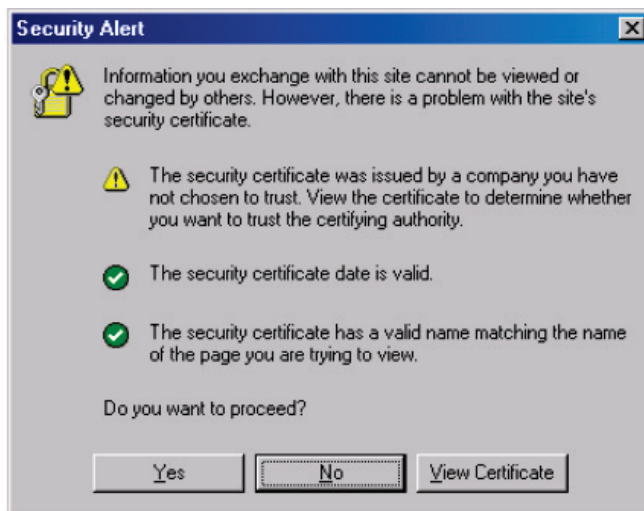 Security Alert
Information you exchange with this site cannot be viewed or
changed by others. However, there is a problem with the site's
security certificate.
The security certificate was issued by a company you have
not chosen to trust. View the certificate to determine whether
you want to trust the certifying authority.
The security certificate date is valid.
The security certificate has a valid name matching the name
of the page you are trying to view.
Do you want to proceed?
Yes No View Certificate